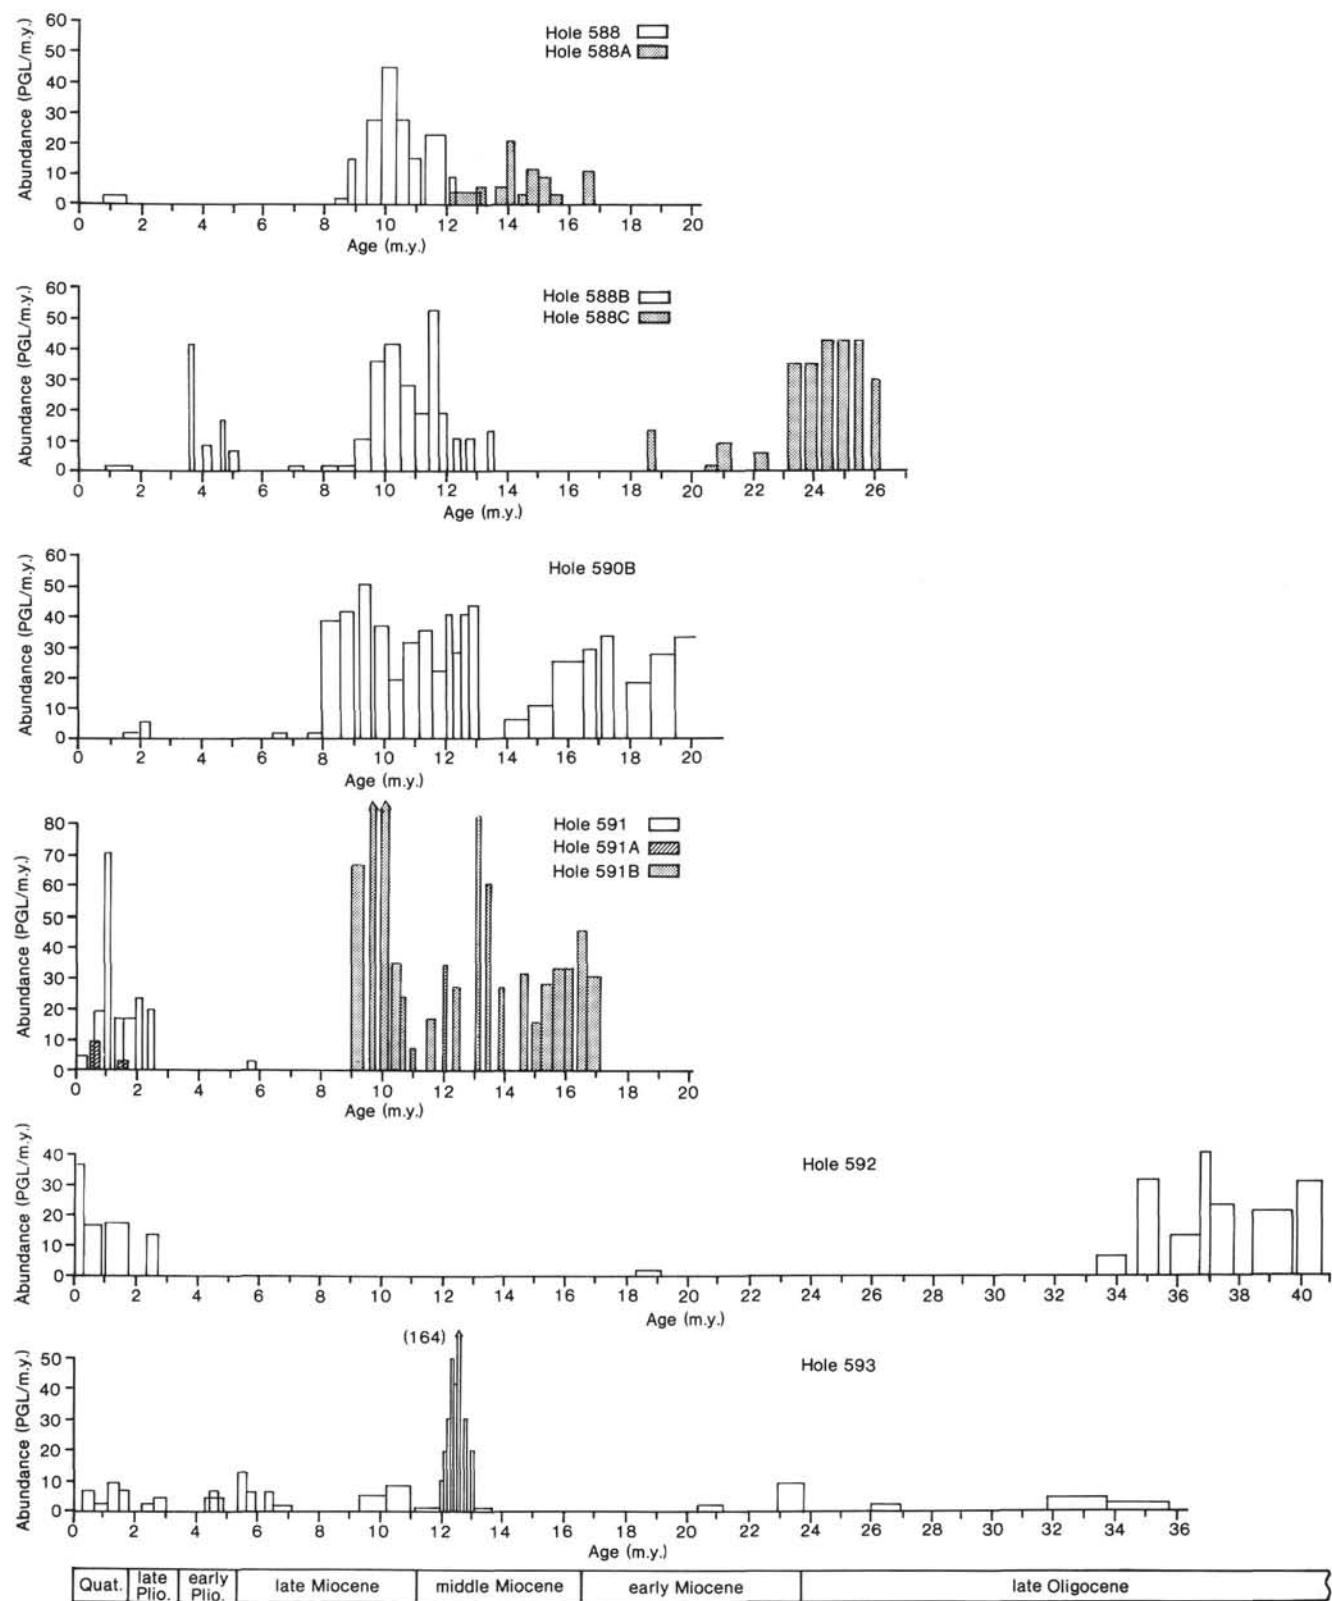 Abundance (PGL/m.y.)
60
50
40
30
20
10
0
Hole 588
Hole 588A
0 2 4 6 8 10 12 14 16 18 20
Age (m.y.)
Abundance (PGL/m.y.)
60
50
40
30
20
10
0
Hole 588B
Hole 588C
0 2 4 6 8 10 12 14 16 18 20 22 24 26
Age (m.y.)
Abundance (PGL/m.y.)
60
50
40
30
20
10
0
Hole 590B
0 2 4 6 8 10 12 14 16 18 20
Age (m.y.)
Abundance (PGL/m.y.)
80
70
60
50
40
30
20
10
0
Hole 591
Hole 591A
Hole 591B
0 2 4 6 8 10 12 14 16 18 20
Age (m.y.)
Abundance (PGL/m.y.)
40
30
20
10
0
Hole 592
0 2 4 6 8 10 12 14 16 18 20 22 24 26 28 30 32 34 36 38 40
Age (m.y.)
Abundance (PGL/m.y.)
50
40
30
20
10
0
(164)
Hole 593
0 2 4 6 8 10 12 14 16 18 20 22 24 26 28 30 32 34 36
Age (m.y.)
Quat.
late
Plio.
early
Plio.
late Miocene
middle Miocene
early Miocene
late Oligocene